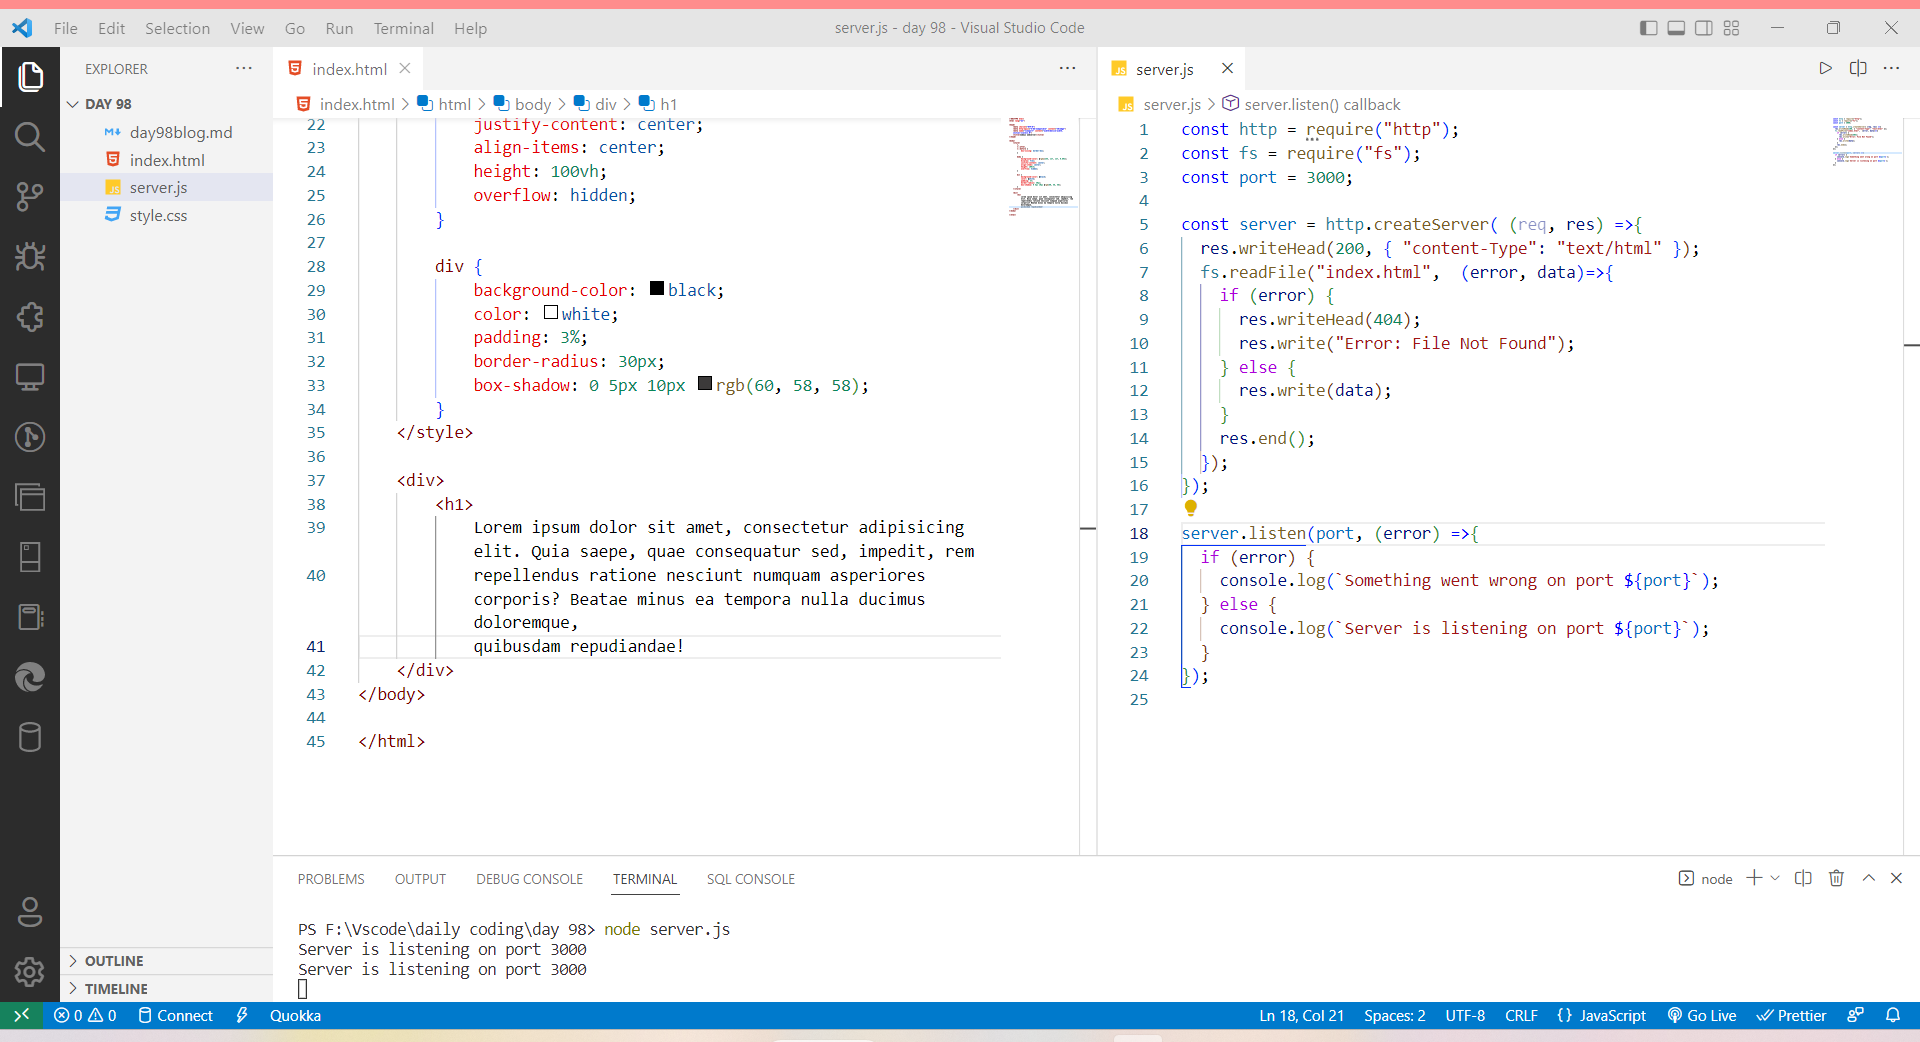 File Edit Selection View Go Run Terminal Help
server.js - day 98 - Visual Studio Code
EXPLORER
DAY 98
day98blog.md
index.html
server.js
style.css
OUTLINE
TIMELINE
index.html
index.html > html > body > div > h1
22 justify-content: center;
23 align-items: center;
24 height: 100vh;
25 overflow: hidden;
26 }
27
28 div {
29 background-color: black;
30 color: white;
31 padding: 3%;
32 border-radius: 30px;
33 box-shadow: 0 5px 10px rgb(60, 58, 58);
34 }
35 </style>
36
37 <div>
38 <h1>
39 Lorem ipsum dolor sit amet, consectetur adipisicing
elit. Quia saepe, quae consequatur sed, impedit, rem
40 repellendus ratione nesciunt numquam asperiores
corporis? Beatae minus ea tempora nulla ducimus
doloremque,
41 quibusdam repudiandae!
42 </div>
43 </body>
44
45 </html>
JS server.js
JS server.js > server.listen() callback
1 const http = require("http");
2 const fs = require("fs");
3 const port = 3000;
4
5 const server = http.createServer( (req, res) =>{
6 res.writeHead(200, { "content-Type": "text/html" });
7 fs.readFile("index.html",  (error, data)=>{
8 if (error) {
9 res.writeHead(404);
10 res.write("Error: File Not Found");
11 } else {
12 res.write(data);
13 }
14 res.end();
15 });
16 });
17
18 server.listen(port, (error) =>{
19 if (error) {
20 console.log(`Something went wrong on port ${port}`);
21 } else {
22 console.log(`Server is listening on port ${port}`);
23 }
24 });
25
PROBLEMS OUTPUT DEBUG CONSOLE TERMINAL SQL CONSOLE
node
PS F:\Vscode\daily coding\day 98> node server.js
Server is listening on port 3000
Server is listening on port 3000
0 0 Connect Quokka
Ln 18, Col 21 Spaces: 2 UTF-8 CRLF {} JavaScript Go Live Prettier